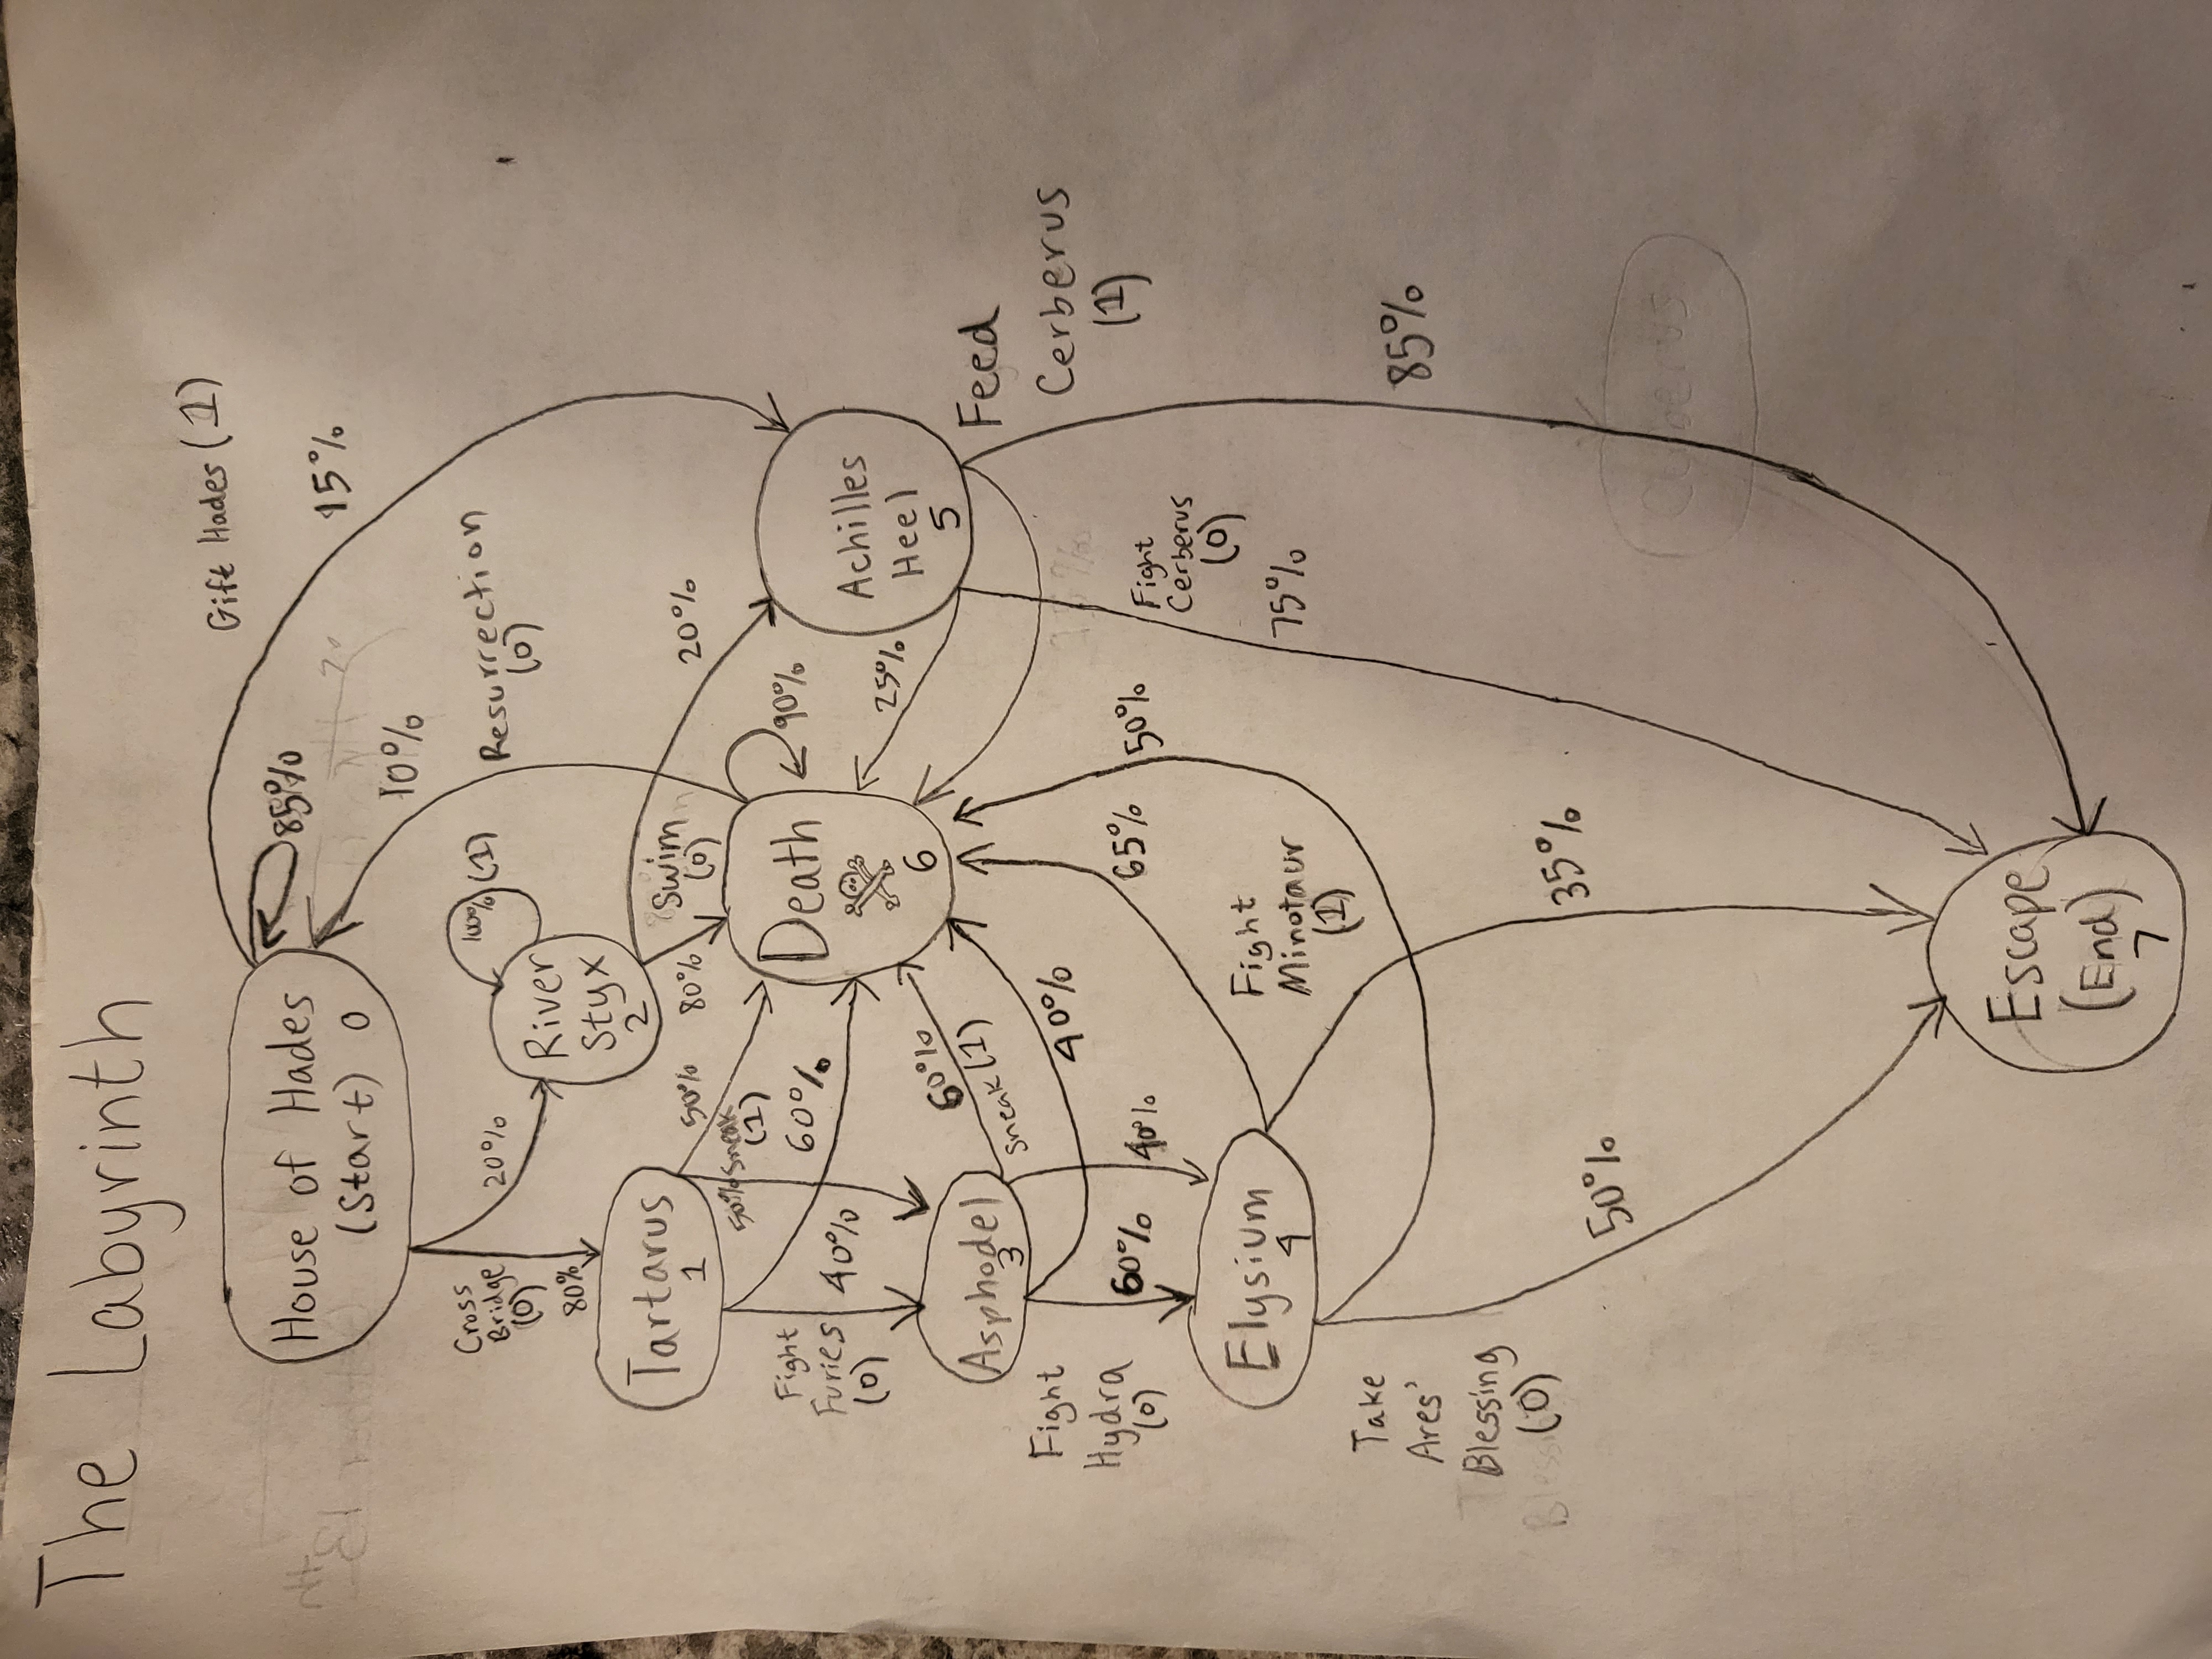 The Labyrinth
Gift Hades (1)
House of Hades
(Start) 0
85%
15%
10%
Cross
Bridge
(0)
80%
20%
100% (1)
River
Styx
2
Resurrection
(0)
Tartarus
1
50%
80%
Swim
(0)
20%
50% Sneak
(1)
60%
Fight
Furies
(0)
40%
Death
6
90%
Achilles
Heel
5
25%
60%
Sneak (1)
Asphodel
3
Feed
Cerberus
(1)
Fight
Hydra
(0)
60%
40%
40%
65%
50%
Fight
Cerberus
(0)
75%
Elysium
4
Fight
Minotaur
(1)
Take
Ares'
Blessing
(0)
85%
50%
35%
Cerberus
Escape
(End)
7